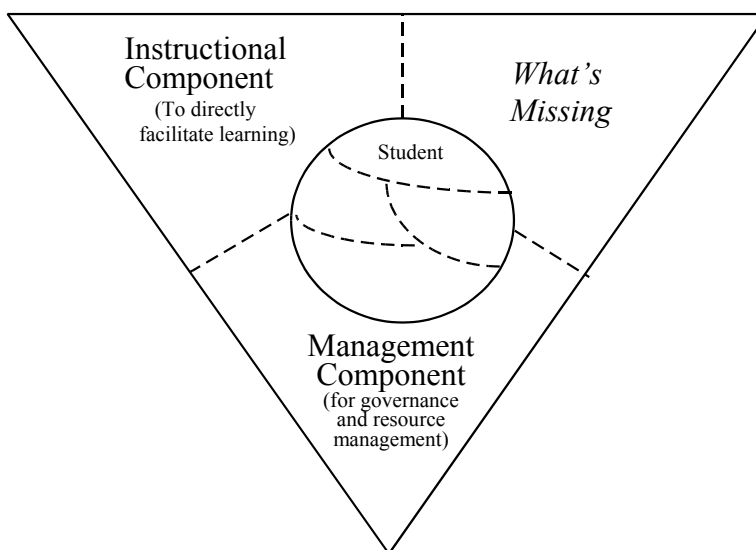 Instructional
Component
(To directly
facilitate learning)
What's
Missing
Student
Management
Component
(for governance
and resource
management)